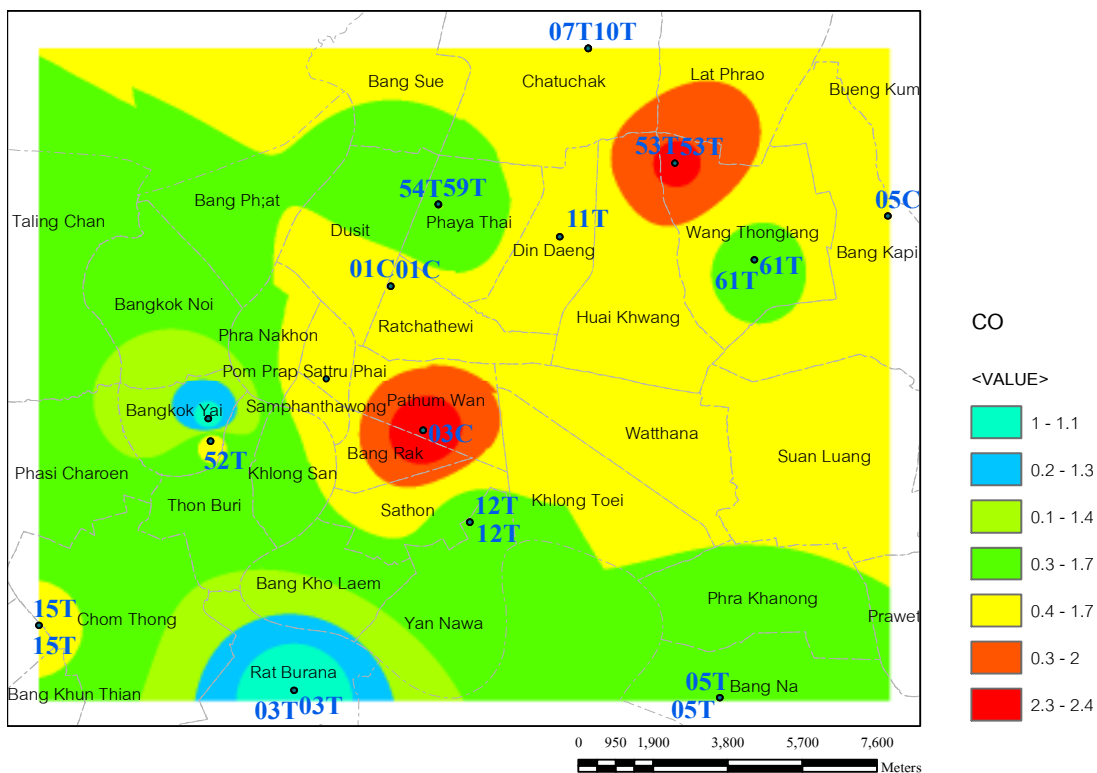 07T10T
Lat Phrao
Bang Sue
Chatuchak
Bueng Kum
53T53T
54T59T
05C
Bang Ph;at
Taling Chan
Dusit
Phaya Thai
11T
Wang Thonglang
Din Daeng
Bang Kapi
61T
61T
01C01C
Bangkok Noi
Huai Khwang
Phra Nakhon
Ratchathewi
CO
Pom Prap Sattru Phai
<VALUE>
Bangkok Yai
Samphanthawong
Pathum Wan
1 - 1.1
03C
Watthana
Bang Rak
Suan Luang
0.2 - 1.3
52T
Phasi Charoen
Khlong San
Thon Buri
Sathon
12T
12T
Khlong Toei
0.1 - 1.4
0.3 - 1.7
Bang Kho Laem
Phra Khanong
15T
15T
Chom Thong
Yan Nawa
Prawet
0.4 - 1.7
Rat Burana
0.3 - 2
05T
05T
Bang Na
Bang Khun Thian
03T03T
2.3 - 2.4
0 950 1,900 3,800 5,700 7,600
Meters